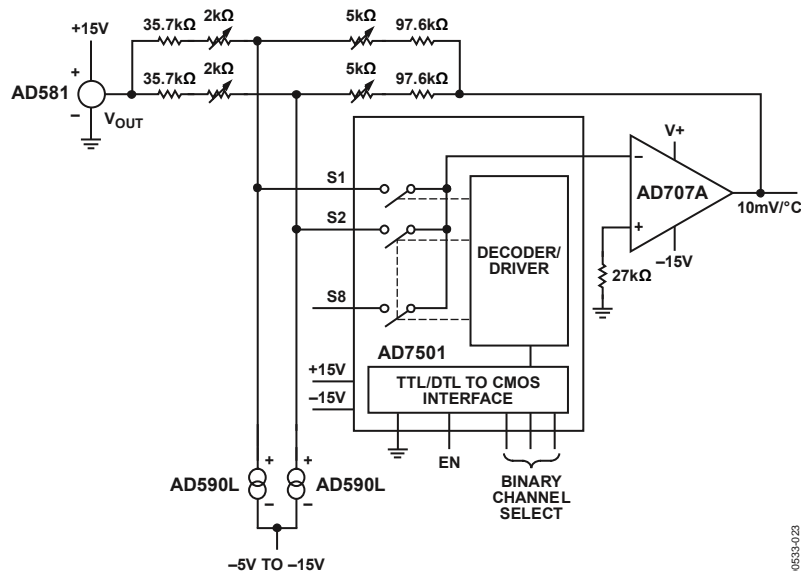 +15V
35.7kΩ 2kΩ 5kΩ 97.6kΩ
35.7kΩ 2kΩ 5kΩ 97.6kΩ
+
AD581
–
VOUT
S1
S2
S8
DECODER/
DRIVER
AD7501
+15V
–15V
TTL/DTL TO CMOS
INTERFACE
EN
BINARY
CHANNEL
SELECT
V+
–
AD707A
+
–15V
10mV/°C
27kΩ
+ +
AD590L AD590L
– –
–5V TO –15V
0533-023